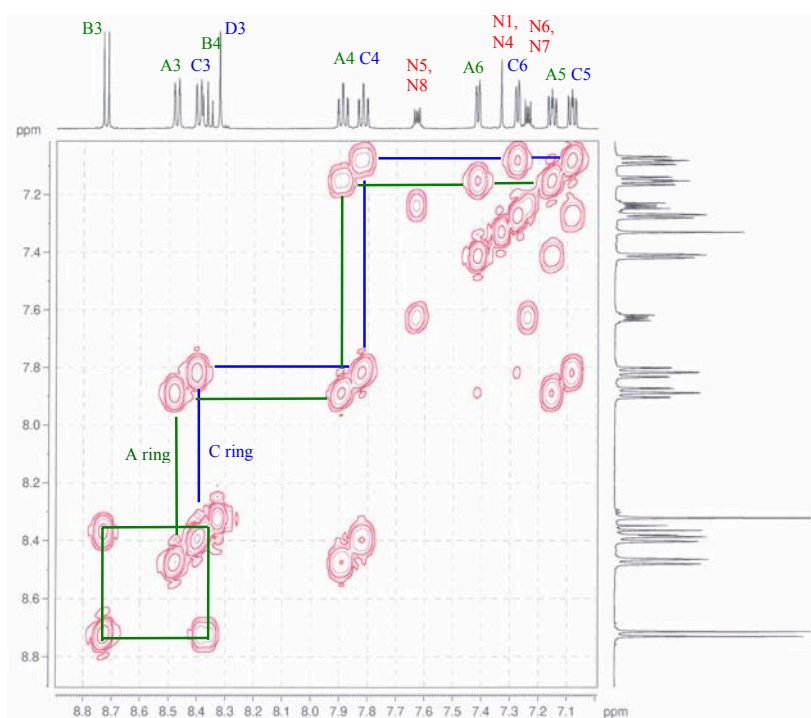 B3
D3
B4
A3 C3
A4 C4
N5,
N8
A6
N1,
N4
C6
N6,
N7
A5 C5
ppm
7.2
7.4
7.6
7.8
8.0
8.2
8.4
8.6
8.8
A ring
C ring
8.8 8.7 8.6 8.5 8.4 8.3 8.2 8.1 8.0 7.9 7.8 7.7 7.6 7.5 7.4 7.3 7.2 7.1 ppm